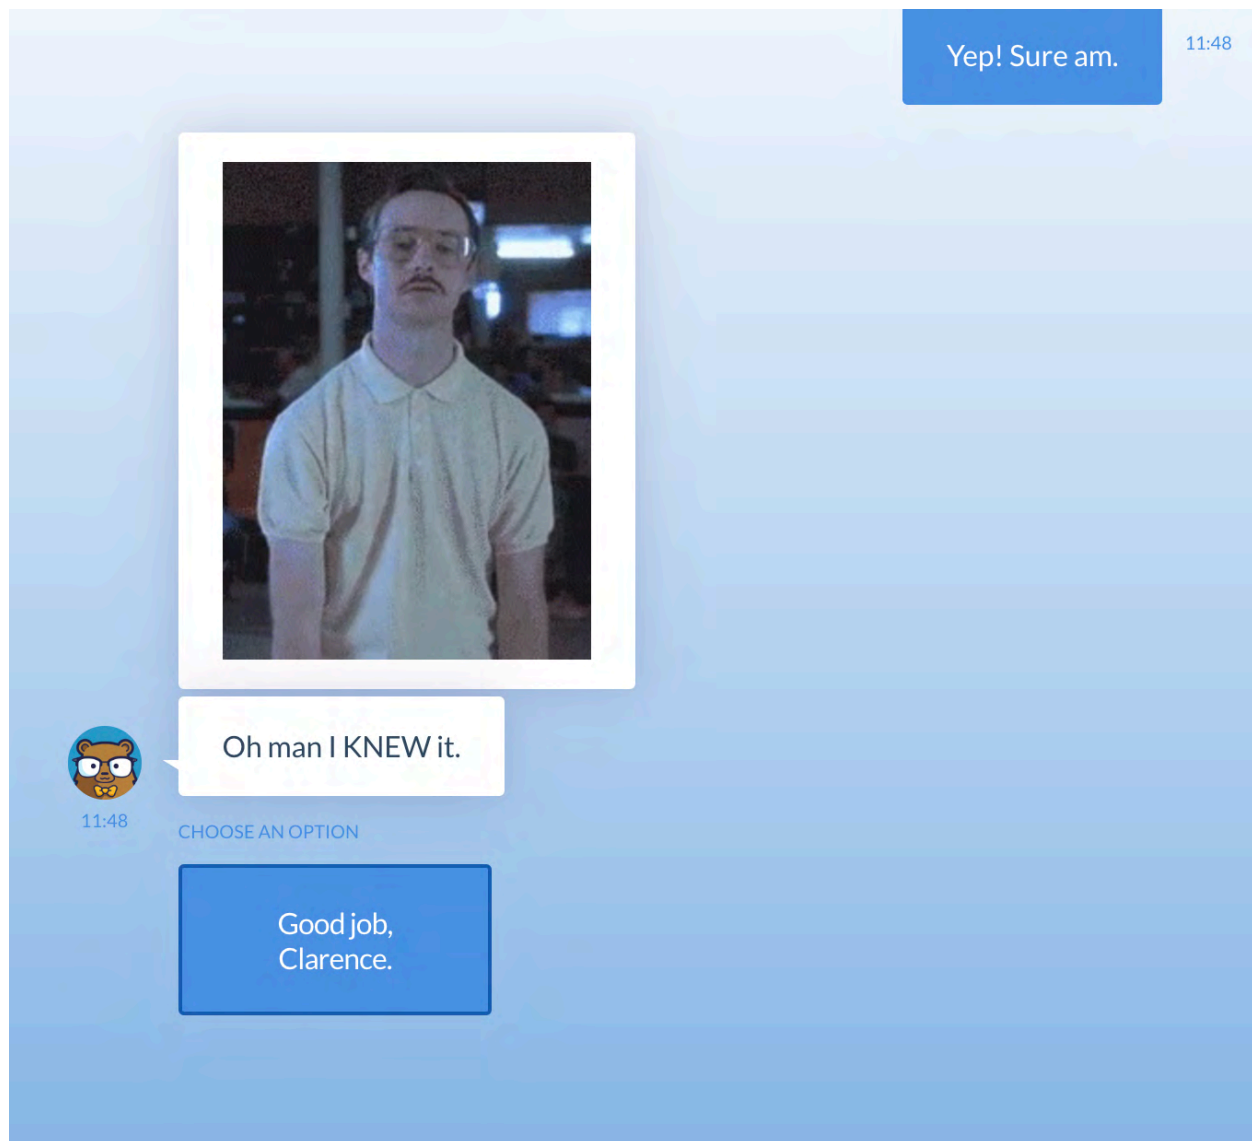 Yep! Sure am.
11:48
Oh man I KNEW it.
11:48
CHOOSE AN OPTION
Good job,
Clarence.